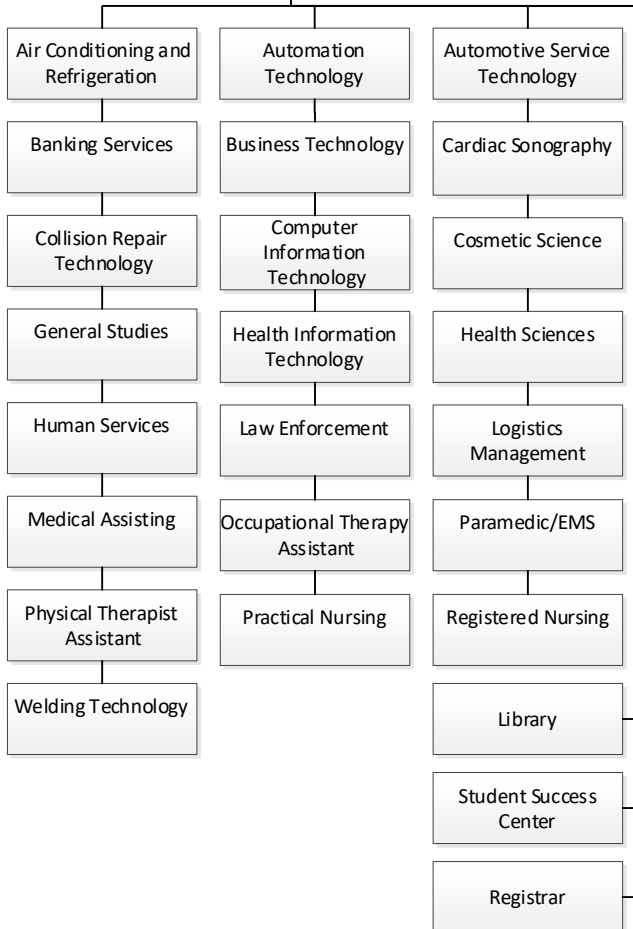 Air Conditioning and
Refrigeration
Automation
Technology
Automotive Service
Technology
Banking Services
Business Technology
Cardiac Sonography
Collision Repair
Technology
Computer
Information
Technology
Cosmetic Science
General Studies
Health Information
Technology
Health Sciences
Human Services
Law Enforcement
Logistics
Management
Medical Assisting
Occupational Therapy
Assistant
Paramedic/EMS
Physical Therapist
Assistant
Practical Nursing
Registered Nursing
Welding Technology
Library
Student Success
Center
Registrar